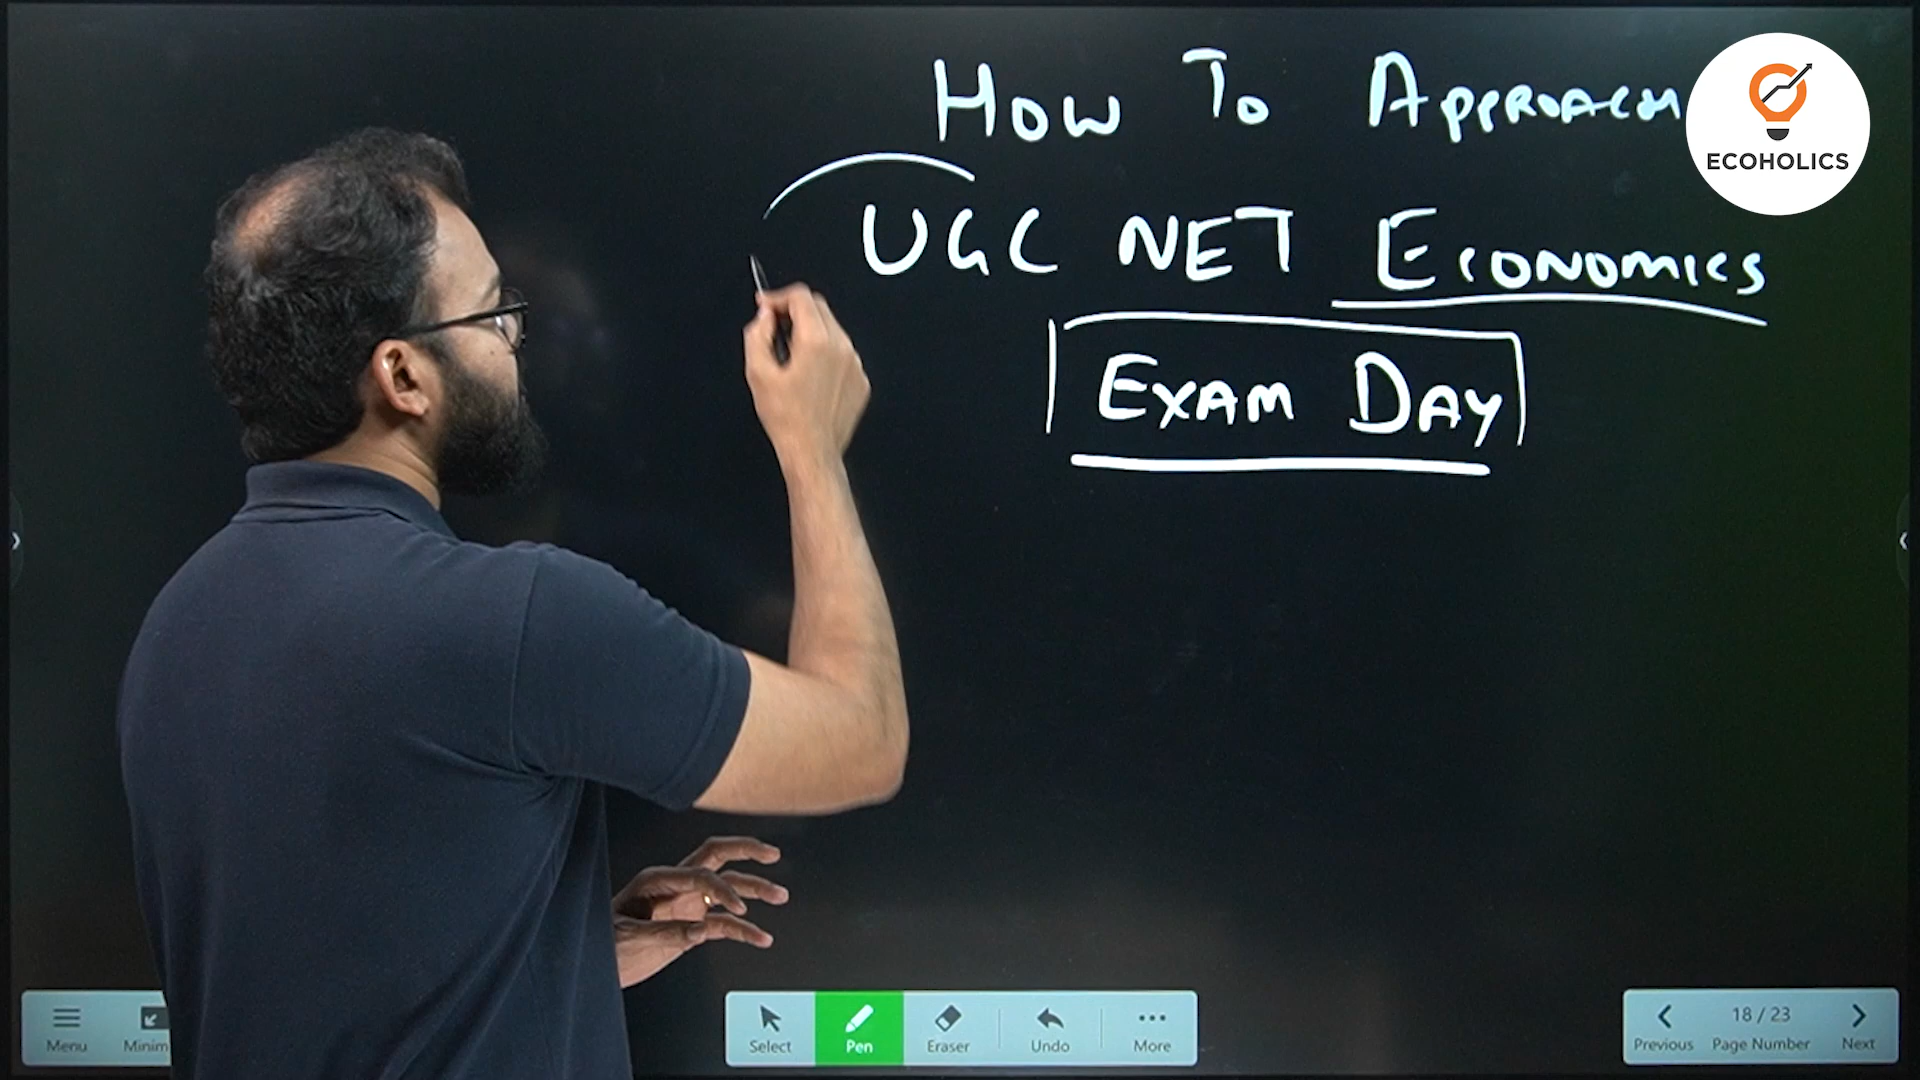 HOW TO APPROACH
ECOHOLICS
UGC NET ECONOMICS
EXAM DAY
Menu
Minim
Select
Pen
Eraser
Undo
More
Previous
18 / 23
Page Number
Next